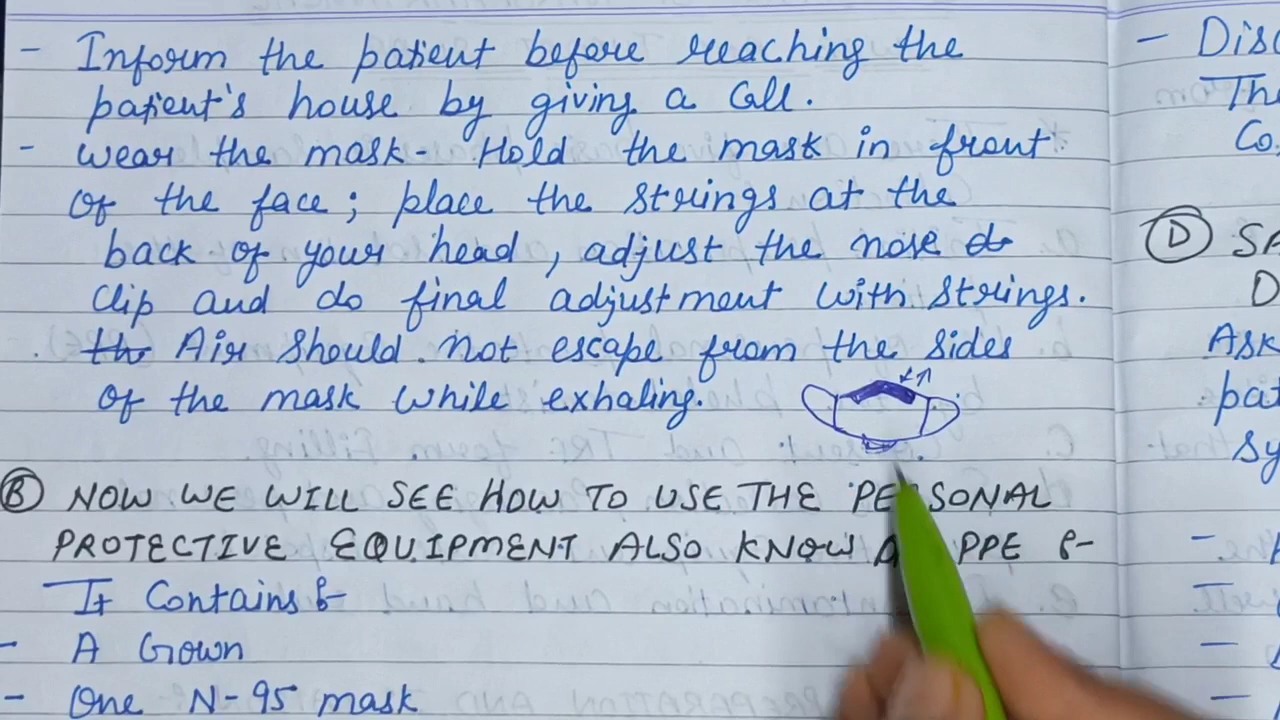 - Inform the patient before reaching the
patient's house by giving a Call.
- wear the mask- Hold the mask in front
of the face; place the strings at the
back of your head, adjust the nose
Clip and do final adjustment with strings.
Air should not escape from the sides
of the mask while exhaling.
(B) NOW WE WILL SEE HOW TO USE THE PERSONAL
PROTECTIVE EQUIPMENT ALSO KNOW PPE :-
It Contains :-
- A Gown
- One N-95 mask
- Disc
Th
Co.
(D) SA
D
Ask
pat
sy